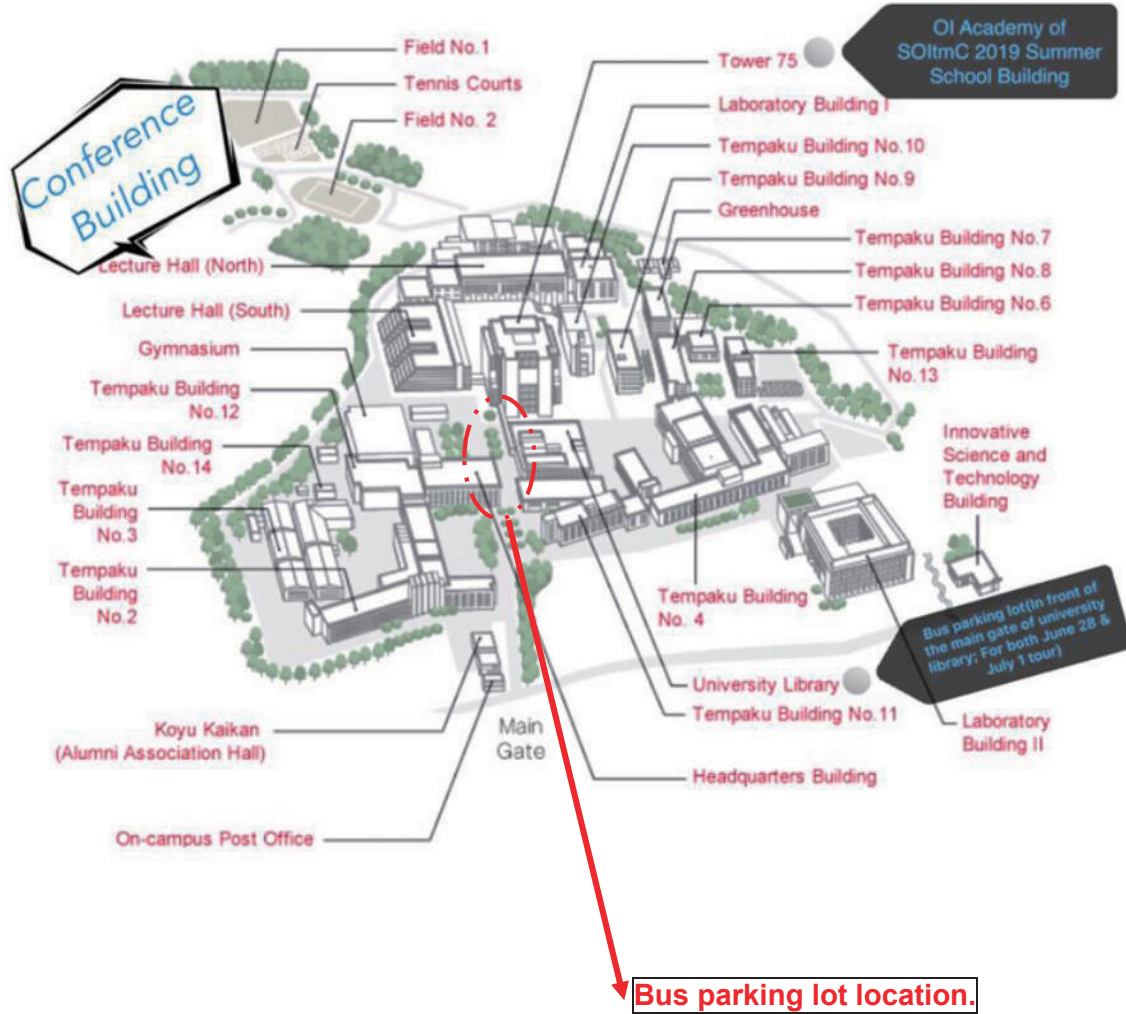 Field No.1
Tennis Courts
Field No. 2
Conference
Building
Lecture Hall (North)
Lecture Hall (South)
Gymnasium
Tempaku Building
No.12
Tempaku Building
No.14
Tempaku
Building
No.3
Tempaku
Building
No.2
Koyu Kaikan
(Alumni Association Hall)
On-campus Post Office
Main
Gate
Tower 75
OI Academy of
SOItmC 2019 Summer
School Building
Laboratory Building I
Tempaku Building No.10
Tempaku Building No.9
Greenhouse
Tempaku Building No.7
Tempaku Building No.8
Tempaku Building No.6
Tempaku Building
No.13
Innovative
Science and
Technology
Building
Tempaku Building
No. 4
Bus parking lot(In front of
the main gate of university
library; For both June 28 &
July 1 tour)
University Library
Tempaku Building No.11
Laboratory
Building II
Headquarters Building
Bus parking lot location.